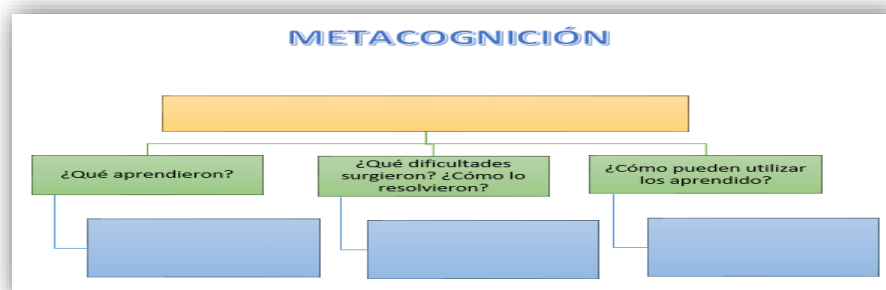 METACOGNICIÓN
¿Qué aprendieron?
¿Qué dificultades
surgieron? ¿Cómo lo
resolvieron?
¿Cómo pueden utilizar
los aprendido?